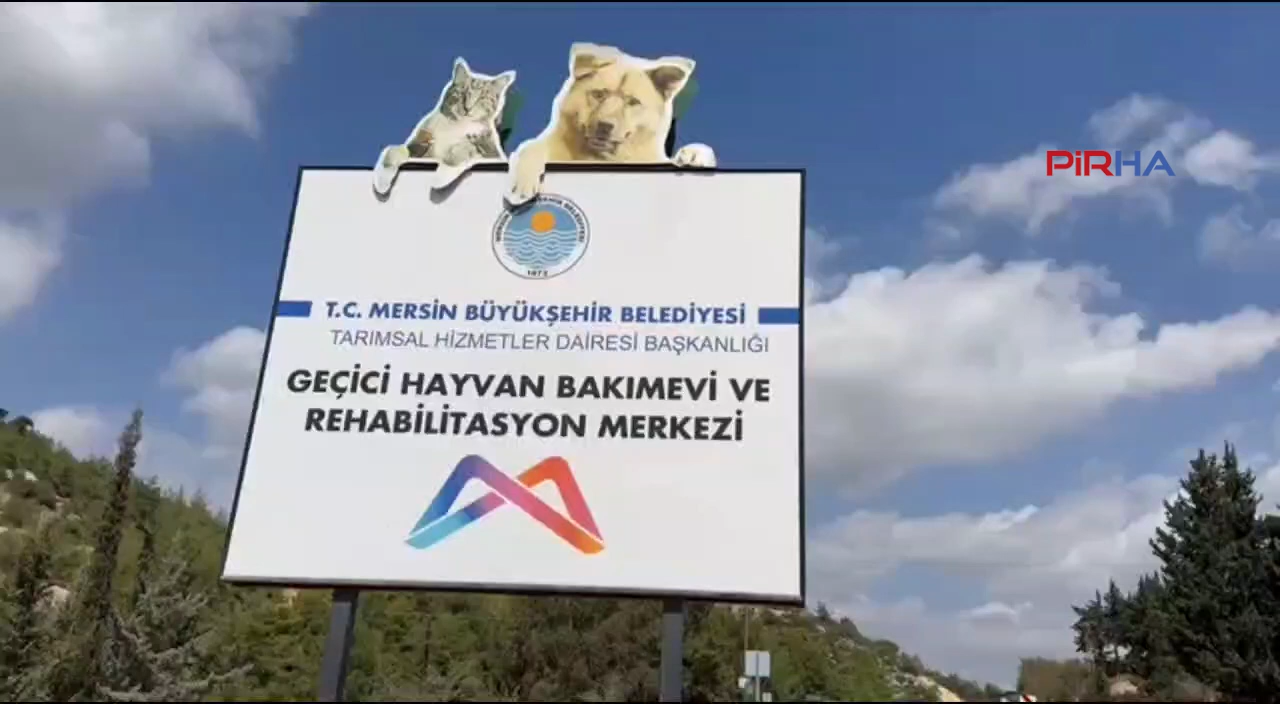 PİRHA
1873
T.C. MERSİN BÜYÜKŞEHİR BELEDİYESİ
TARIMSAL HİZMETLER DAİRESİ BAŞKANLIĞI
GEÇİCİ HAYVAN BAKIMEVİ VE
REHABİLİTASYON MERKEZİ